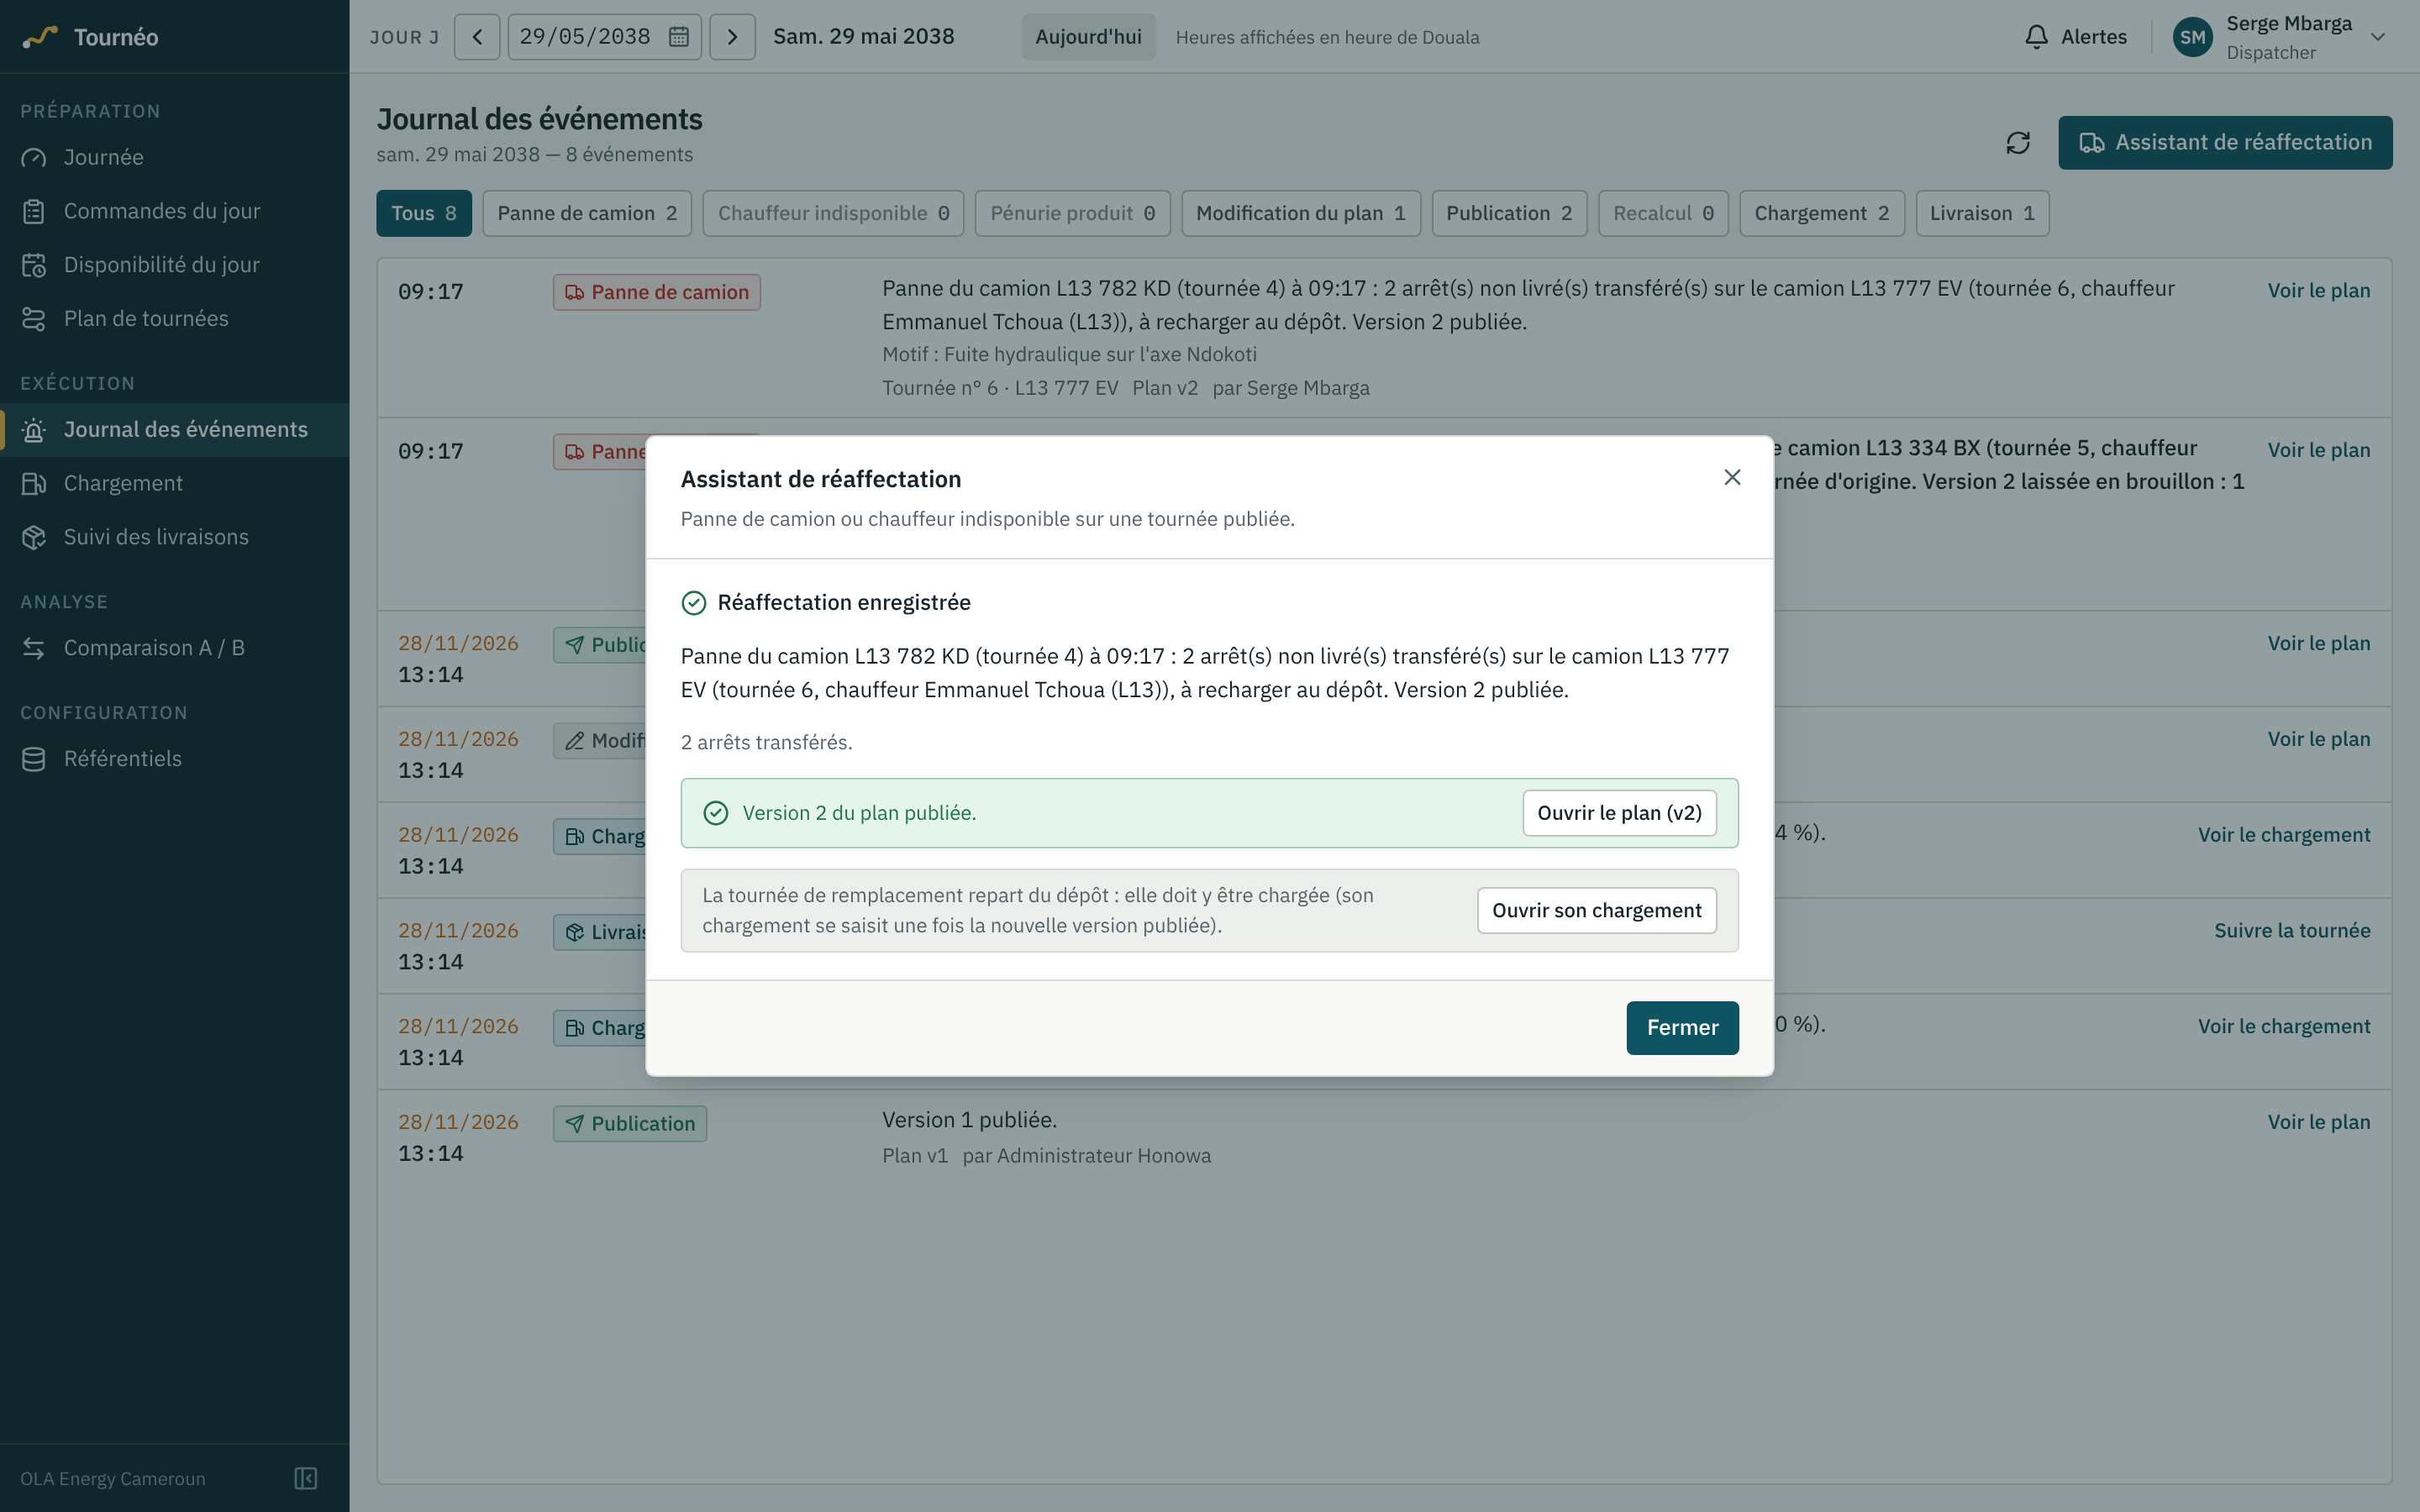 Tournéo
JOUR J
29/05/2038
Sam. 29 mai 2038
Aujourd'hui
Heures affichées en heure de Douala
Alertes
SM
Serge Mbarga
Dispatcher
PRÉPARATION
Journée
Commandes du jour
Disponibilité du jour
Plan de tournées
EXÉCUTION
Journal des événements
Chargement
Suivi des livraisons
ANALYSE
Comparaison A / B
CONFIGURATION
Référentiels
OLA Energy Cameroun
Journal des événements
sam. 29 mai 2038 — 8 événements
Assistant de réaffectation
Tous 8
Panne de camion 2
Chauffeur indisponible 0
Pénurie produit 0
Modification du plan 1
Publication 2
Recalcul 0
Chargement 2
Livraison 1
09:17
Panne de camion
Panne du camion L13 782 KD (tournée 4) à 09:17 : 2 arrêt(s) non livré(s) transféré(s) sur le camion L13 777 EV (tournée 6, chauffeur
Emmanuel Tchoua (L13)), à recharger au dépôt. Version 2 publiée.
Motif : Fuite hydraulique sur l'axe Ndokoti
Tournée n° 6 · L13 777 EV Plan v2 par Serge Mbarga
Voir le plan
09:17
Panne
camion L13 334 BX (tournée 5, chauffeur
d'origine. Version 2 laissée en brouillon : 1
Voir le plan
28/11/2026
13:14
Voir le plan
28/11/2026
13:14
Voir le plan
28/11/2026
13:14
4 %).
Voir le chargement
28/11/2026
13:14
Suivre la tournée
28/11/2026
13:14
0 %).
Voir le chargement
28/11/2026
13:14
Publication
Version 1 publiée.
Plan v1 par Administrateur Honowa
Voir le plan
Assistant de réaffectation
Panne de camion ou chauffeur indisponible sur une tournée publiée.
Réaffectation enregistrée
Panne du camion L13 782 KD (tournée 4) à 09:17 : 2 arrêt(s) non livré(s) transféré(s) sur le camion L13 777
EV (tournée 6, chauffeur Emmanuel Tchoua (L13)), à recharger au dépôt. Version 2 publiée.
2 arrêts transférés.
Version 2 du plan publiée.
Ouvrir le plan (v2)
La tournée de remplacement repart du dépôt : elle doit y être chargée (son
chargement se saisit une fois la nouvelle version publiée).
Ouvrir son chargement
Fermer